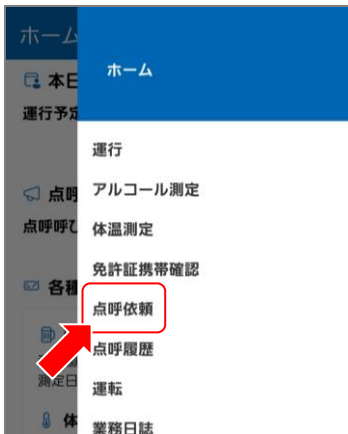 ホーム
ホーム
本日
運行予定
運行
アルコール測定
点呼
点呼呼び
体温測定
免許証携帯確認
各種
点呼依頼
点呼履歴
測定日
運転
体
業務日誌